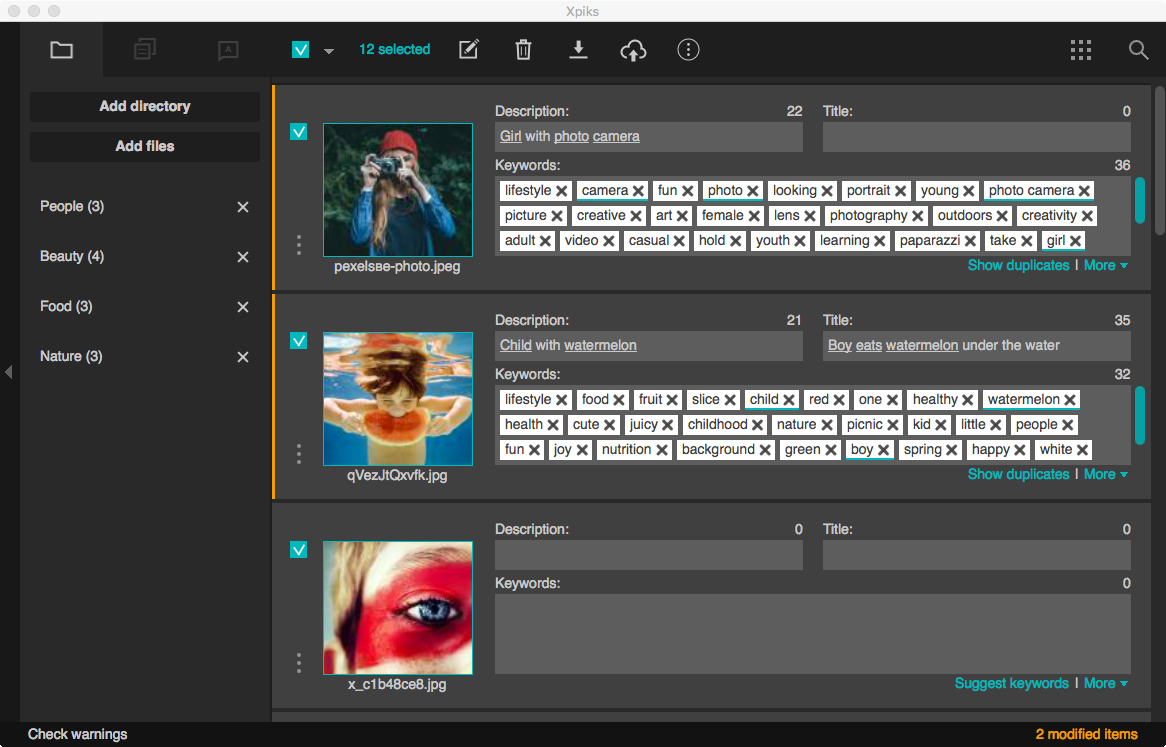 Xpiks
A
12 selected
Add directory
Add files
People (3)
Beauty (4)
Food (3)
Nature (3)
Description: 22
Title: 0
Girl with photo camera
Keywords: 36
lifestyle camera fun photo looking portrait young photo camera
picture creative art female lens photography outdoors creativity
adult video casual hold youth learning paparazzi take girl
pexelsвe-photo.jpeg
Show duplicates | More
Description: 21
Title: 35
Child with watermelon
Boy eats watermelon under the water
Keywords: 32
lifestyle food fruit slice child red one healthy watermelon
health cute juicy childhood nature picnic kid little people
fun joy nutrition background green boy spring happy white
qVezJtQxvfk.jpg
Show duplicates | More
Description: 0
Title: 0
Keywords: 0
x_c1b48ce8.jpg
Suggest keywords | More
Check warnings
2 modified items